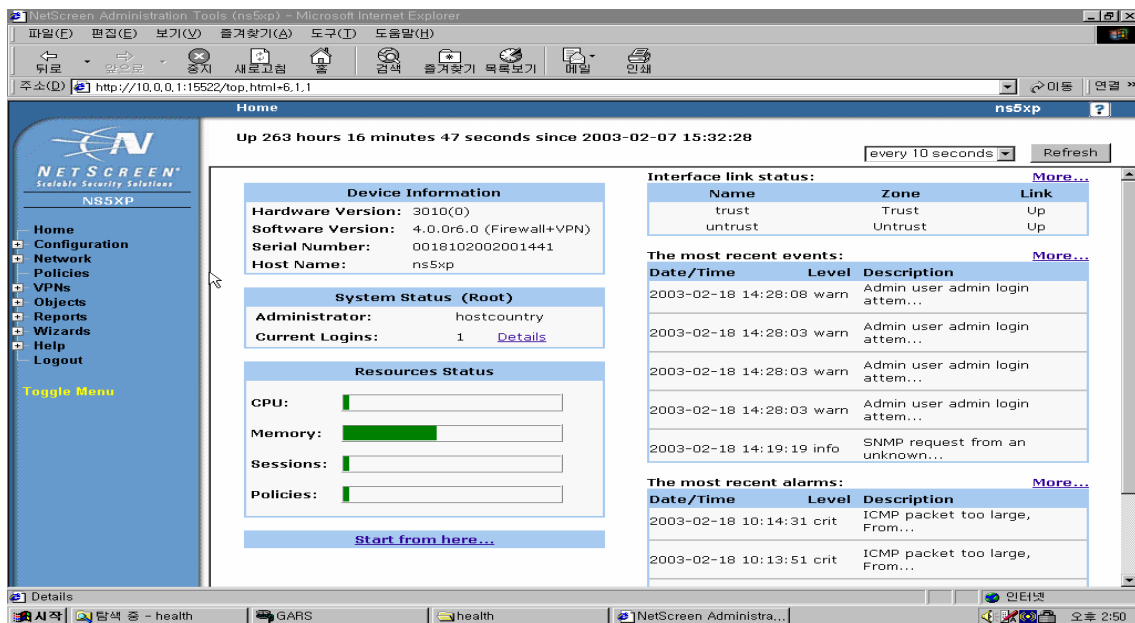 NetScreen Administration Tools (ns5xp) - Microsoft Internet Explorer
파일(F) 편집(E) 보기(V) 즐겨찾기(A) 도구(T) 도움말(H)
뒤로 앞으로 중지 새로고침 홈 검색 즐겨찾기 목록보기 메일 인쇄
주소(D) http://10,0,0,1:15522/top,html+6,1,1 이동 연결 »
Home ns5xp ?
N
NETSCREEN
Scalable Security Solutions
NS5XP
Home
Configuration
Network
Policies
VPNs
Objects
Reports
Wizards
Help
Logout
Toggle Menu
Up 263 hours 16 minutes 47 seconds since 2003-02-07 15:32:28
every 10 seconds Refresh
Device Information
Hardware Version: 3010(0)
Software Version: 4.0.0r6.0 (Firewall+VPN)
Serial Number: 0018102002001441
Host Name: ns5xp
System Status (Root)
Administrator: hostcountry
Current Logins: 1 Details
Resources Status
CPU:
Memory:
Sessions:
Policies:
Start from here...
Interface link status: More...
Name Zone Link
trust Trust Up
untrust Untrust Up
The most recent events: More...
Date/Time Level Description
2003-02-18 14:28:08 warn Admin user admin login
attem...
2003-02-18 14:28:03 warn Admin user admin login
attem...
2003-02-18 14:28:03 warn Admin user admin login
attem...
2003-02-18 14:28:03 warn Admin user admin login
attem...
2003-02-18 14:19:19 info SNMP request from an
unknown...
The most recent alarms: More...
Date/Time Level Description
2003-02-18 10:14:31 crit ICMP packet too large,
From...
2003-02-18 10:13:51 crit ICMP packet too large,
From...
Details 인터넷
시작 탐색 중 - health GARS health NetScreen Administra... 오후 2:50